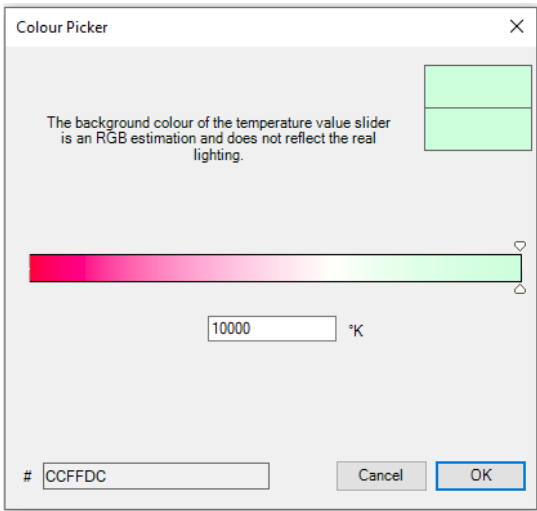 Colour Picker
The background colour of the temperature value slider
is an RGB estimation and does not reflect the real
lighting.
10000 °K
# CCFFDC
Cancel OK